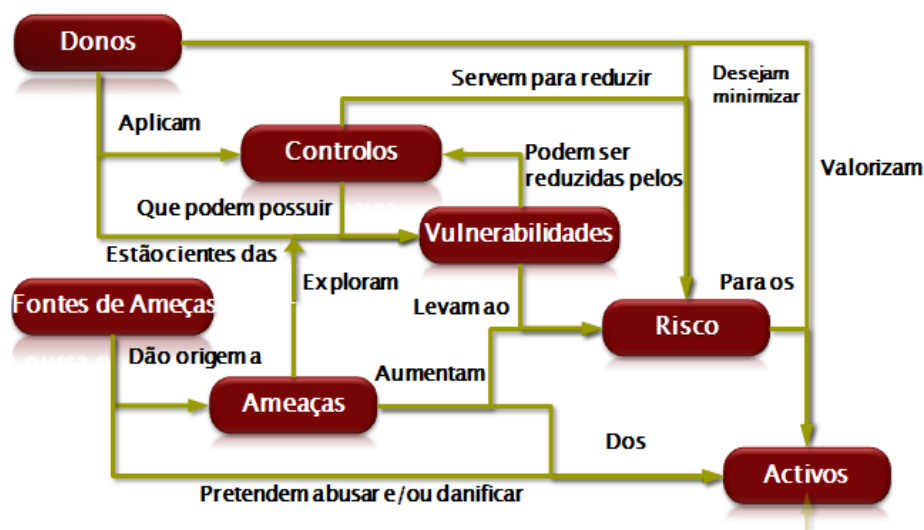 Donos
Servem para reduzir
Desejam
minimizar
Aplicam
Controlos
Podem ser
reduzidas pelos
Valorizam
Que podem possuir
Vulnerabilidades
Estão cientes das
Exploram
Fontes de Ameças
Levam ao
Para os
Risco
Dão origem a
Aumentam
Ameaças
Dos
Activos
Pretendem abusar e/ou danificar